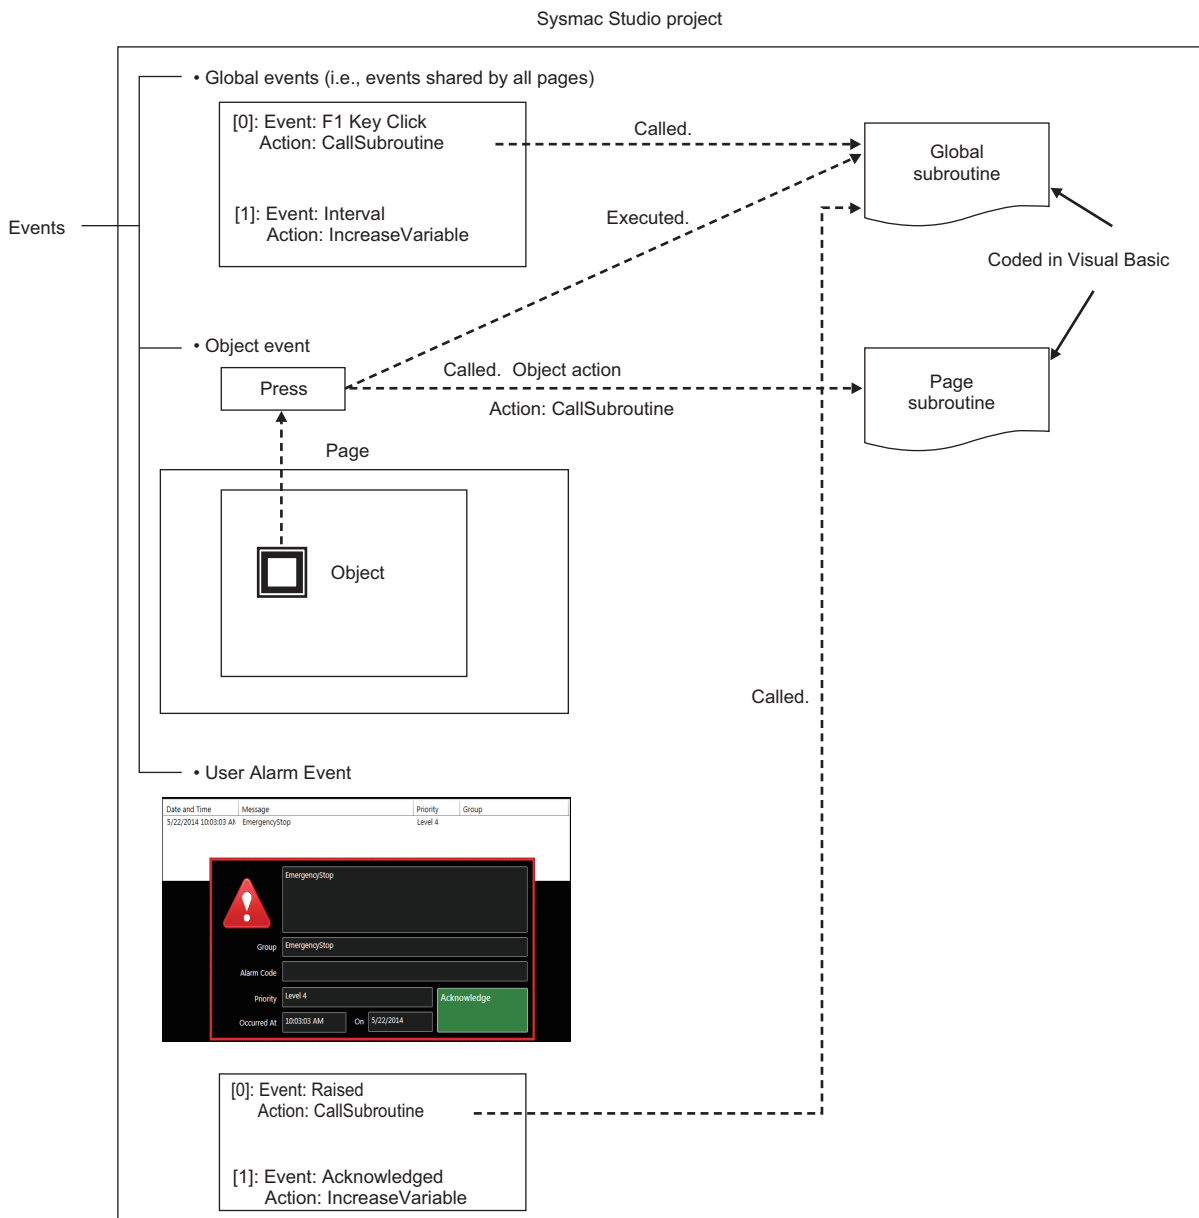 Sysmac Studio project
• Global events (i.e., events shared by all pages)
[0]: Event: F1 Key Click
Action: CallSubroutine
Called.
Global
subroutine
[1]: Event: Interval
Action: IncreaseVariable
Executed.
Events
Coded in Visual Basic
• Object event
Press
Called. Object action
Action: CallSubroutine
Page
subroutine
Page
Object
Called.
• User Alarm Event
Date and Time Message Priority Group
5/22/2014 10:03:03 AM EmergencyStop Level 4
EmergencyStop
Group EmergencyStop
Alarm Code
Priority Level 4 Acknowledge
Occurred At 10:03:03 AM On 5/22/2014
[0]: Event: Raised
Action: CallSubroutine
[1]: Event: Acknowledged
Action: IncreaseVariable